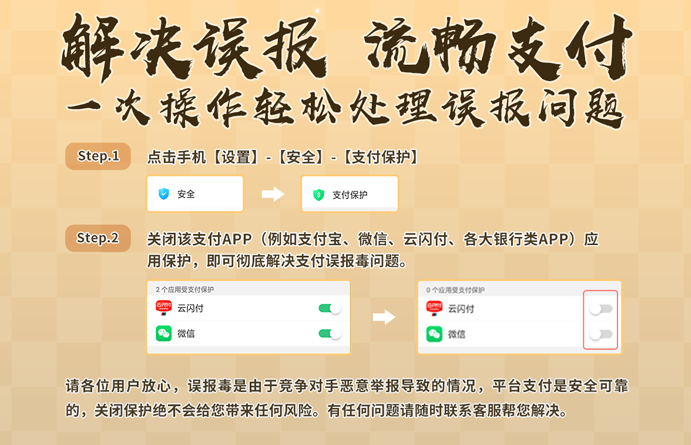 解决误报 流畅支付
一次操作轻松处理误报问题
Step.1 点击手机【设置】-【安全】-【支付保护】
安全 支付保护
Step.2 关闭该支付APP（例如支付宝、微信、云闪付、各大银行类APP）应
用保护，即可彻底解决支付误报毒问题。
2 个应用受支付保护 0 个应用受支付保护
云闪付 云闪付 云闪付 云闪付
微信 微信
请各位用户放心，误报毒是由于竞争对手恶意举报导致的情况，平台支付是安全可靠
的，关闭保护绝不会给您带来任何风险。有任何问题请随时联系客服帮您解决。